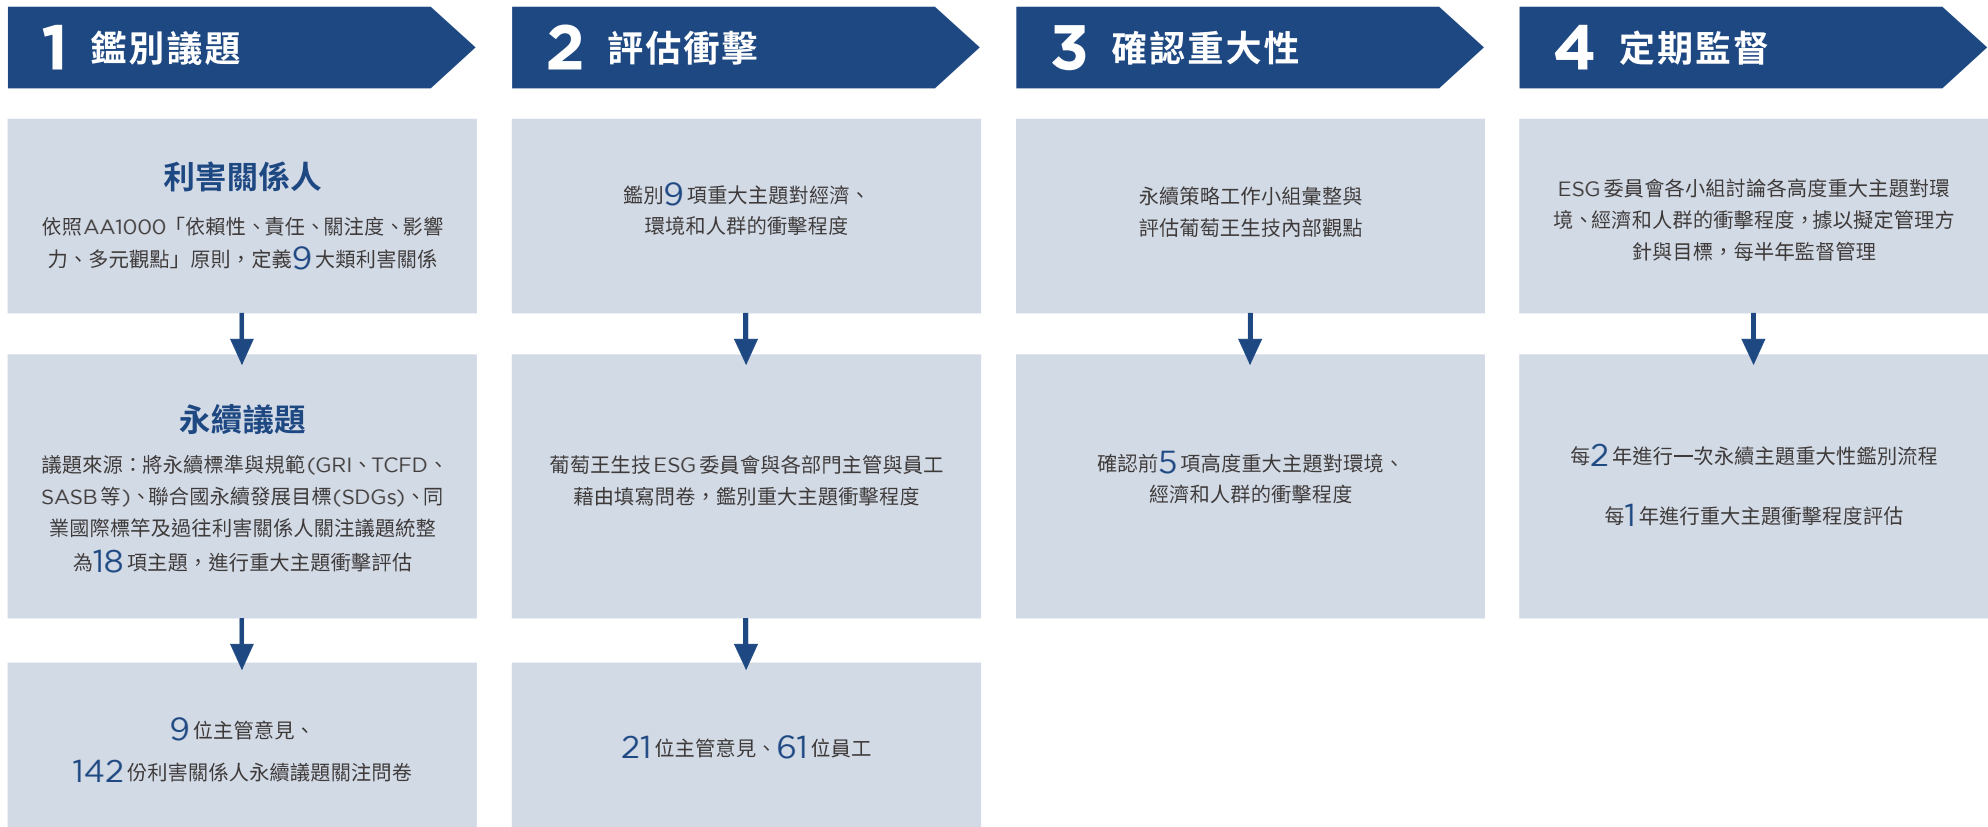 1 鑑別議題
利害關係人
依照AA1000「依賴性、責任、關注度、影響
力、多元觀點」原則，定義9大類利害關係
永續議題
議題來源：將永續標準與規範(GRI、TCFD、
SASB等)、聯合國永續發展目標(SDGs)、同
業國際標竿及過往利害關係人關注議題統整
為18項主題，進行重大主題衝擊評估
9位主管意見、
142份利害關係人永續議題關注問卷
2 評估衝擊
鑑別9項重大主題對經濟、
環境和人群的衝擊程度
葡萄王生技ESG委員會與各部門主管與員工
藉由填寫問卷，鑑別重大主題衝擊程度
21位主管意見、61位員工
3 確認重大性
永續策略工作小組彙整與
評估葡萄王生技內部觀點
確認前5項高度重大主題對環境、
經濟和人群的衝擊程度
4 定期監督
ESG委員會各小組討論各高度重大主題對環
境、經濟和人群的衝擊程度，據以擬定管理方
針與目標，每半年監督管理
每2年進行一次永續主題重大性鑑別流程
每1年進行重大主題衝擊程度評估